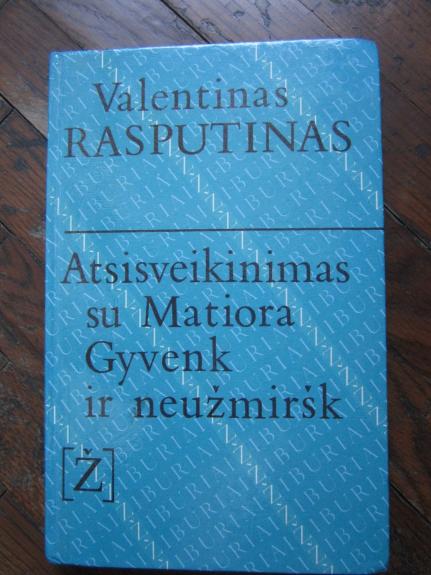 Valentinas
RASPUTINAS
Atsisveikinimas
su Matiora
Gyvenk
ir neužmiršk
[Ž]